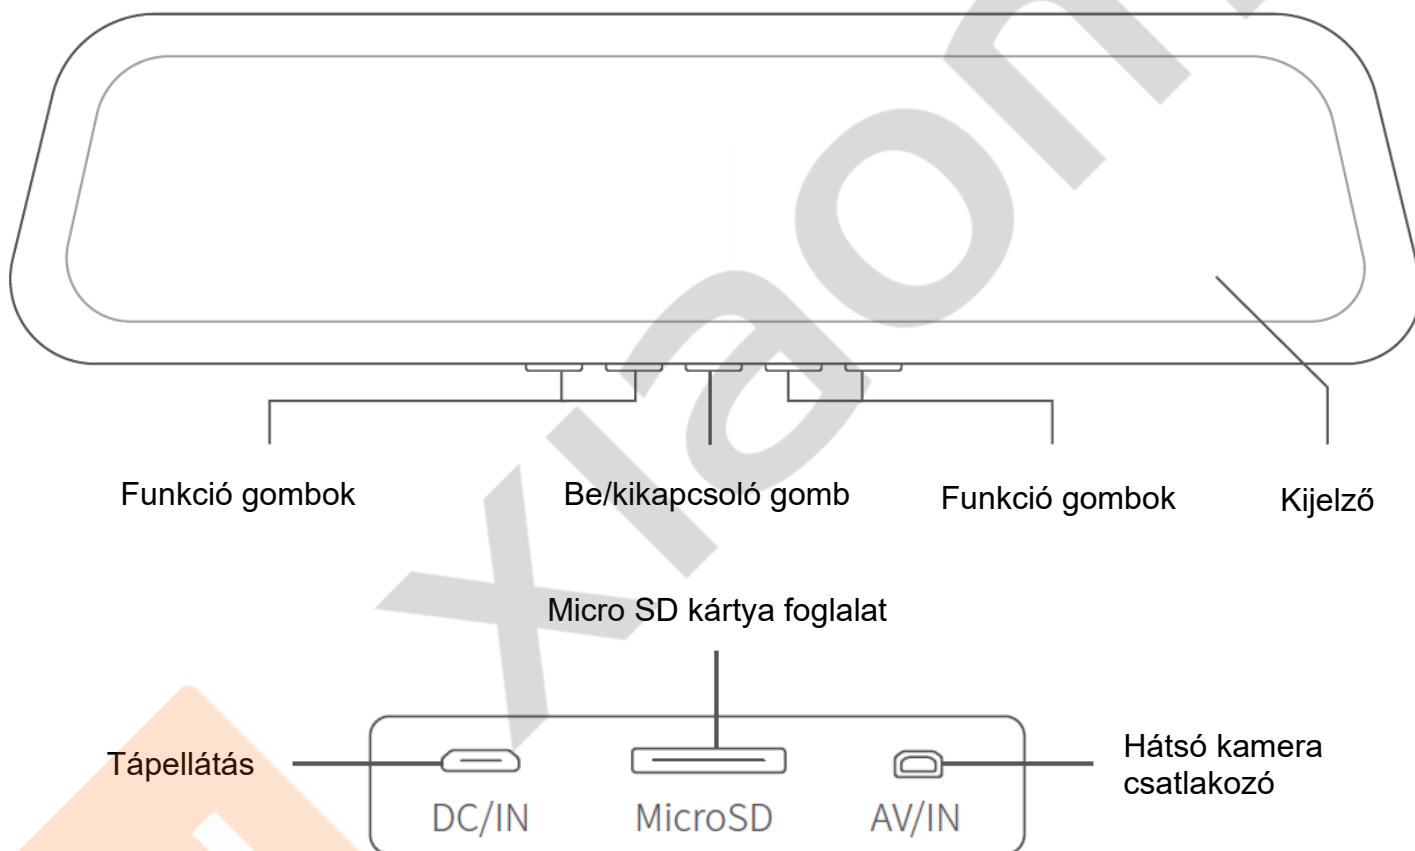 Funkció gombok
Be/kikapcsoló gomb
Funkció gombok
Kijelző
Micro SD kártya foglalat
Tápellátás
Hátsó kamera
csatlakozó
DC/IN
MicroSD
AV/IN
xiaom